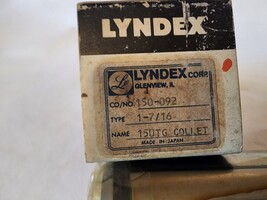 LYNDEX
L LYNDEX CORP.
GLENVIEW, IL
CO/NO 150-092
TYPE 1-7/16
NAME 150TG COLLET
MADE IN JAPAN